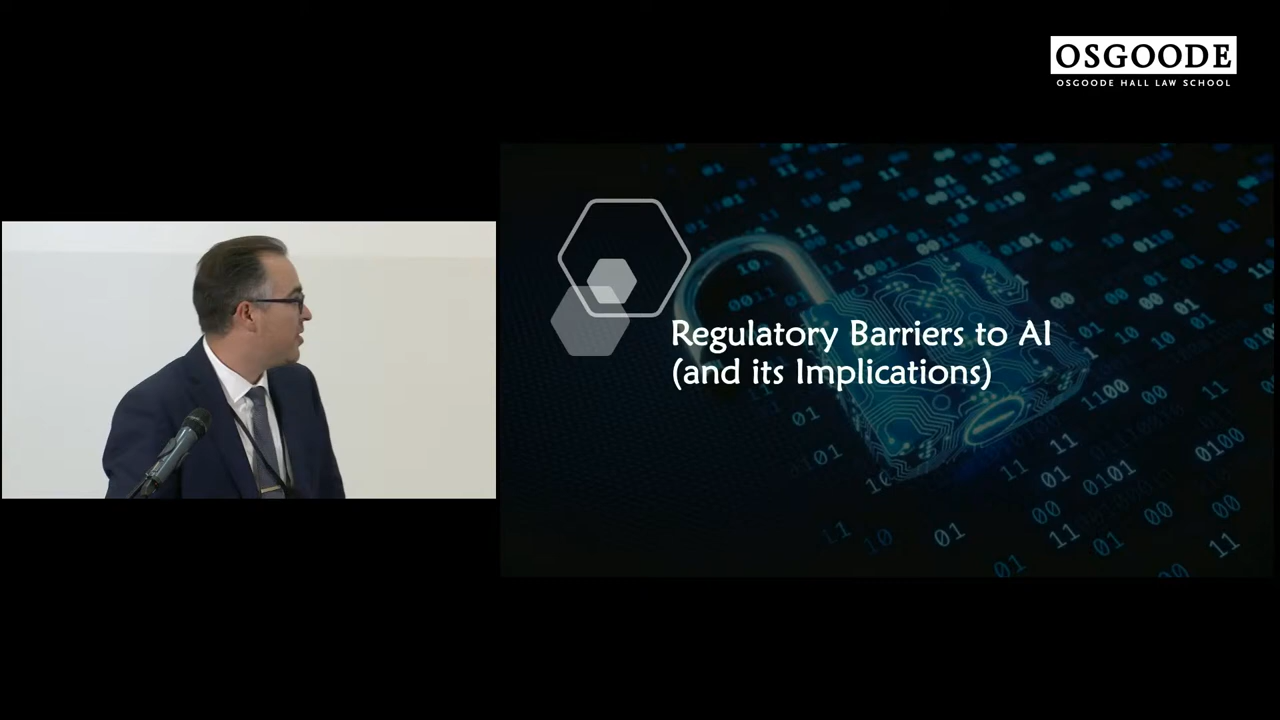 OSGOODE
OSGOODE HALL LAW SCHOOL
Regulatory Barriers to AI
(and its Implications)